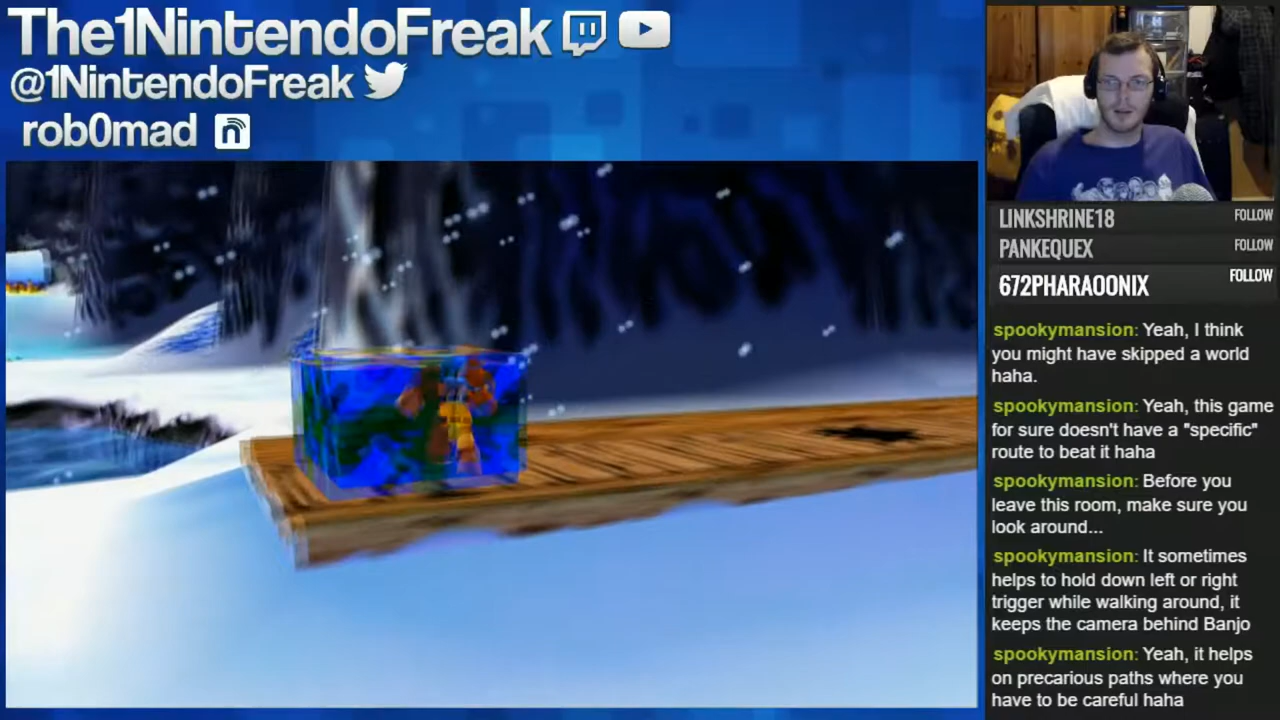 The1NintendoFreak
@1NintendoFreak
rob0mad
LINKSHRINE18 FOLLOW
PANKEQUEX FOLLOW
672PHARAOONIX FOLLOW
spookymansion: Yeah, I think
you might have skipped a world
haha.
spookymansion: Yeah, this game
for sure doesn't have a "specific"
route to beat it haha
spookymansion: Before you
leave this room, make sure you
look around...
spookymansion: It sometimes
helps to hold down left or right
trigger while walking around, it
keeps the camera behind Banjo
spookymansion: Yeah, it helps
on precarious paths where you
have to be careful haha